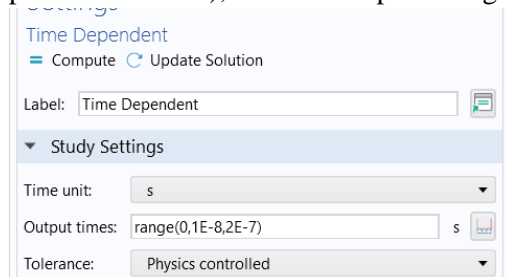 Time Dependent
= Compute Update Solution
Label: Time Dependent
Study Settings
Time unit: s
Output times: range(0,1E-8,2E-7) s
Tolerance: Physics controlled